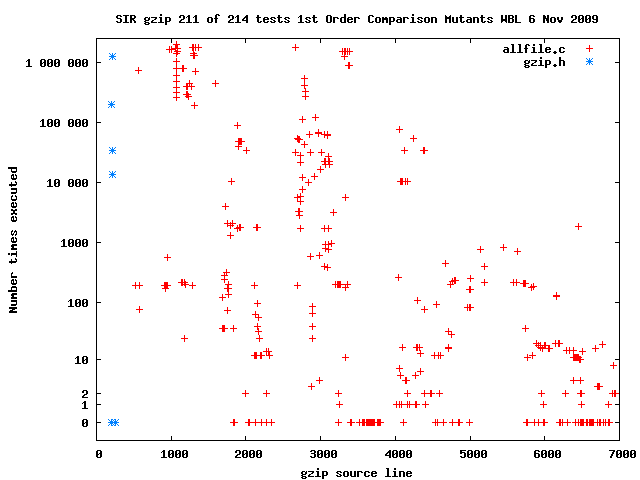 SIR gzip 211 of 214 tests 1st Order Comparison Mutants WBL 6 Nov 2009
allfile.c
gzip.h
Number times executed
1 000 000
100 000
10 000
1000
100
10
2
1
0
0 1000 2000 3000 4000 5000 6000 7000
gzip source line